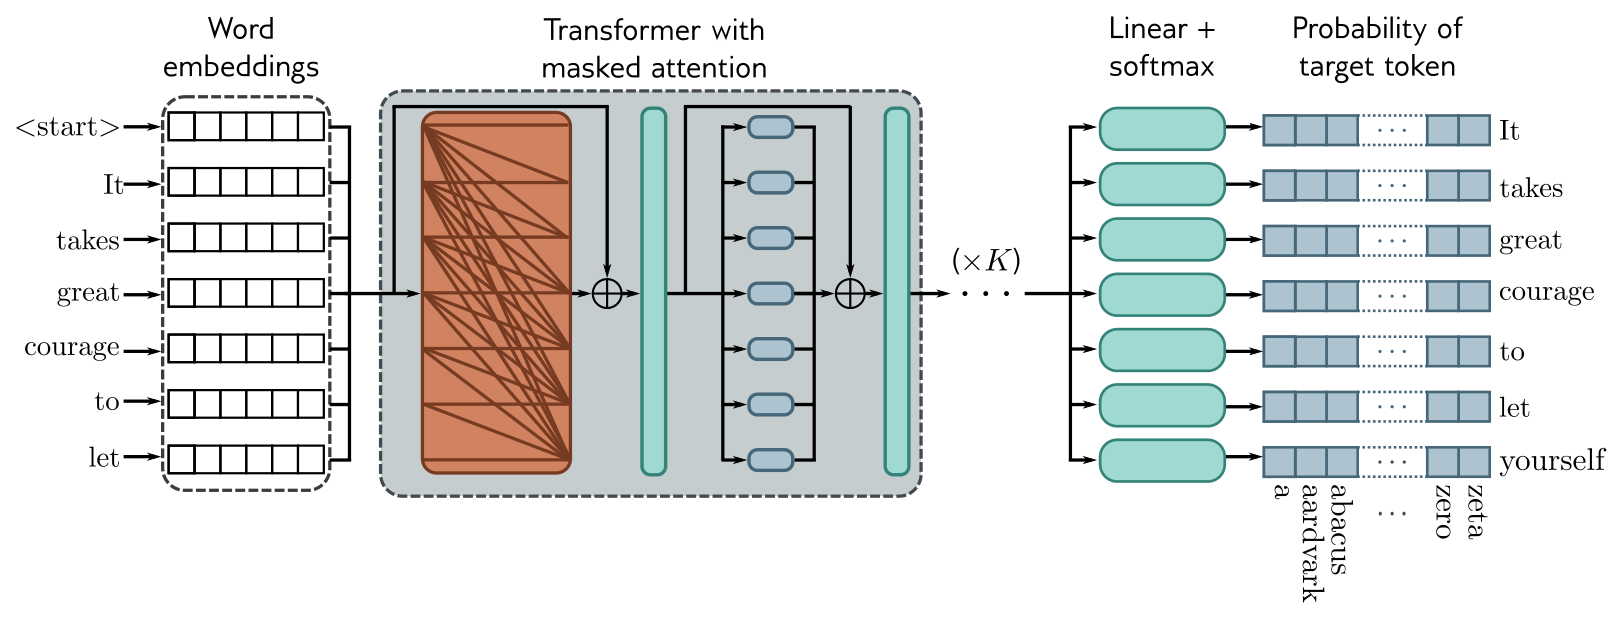 Word
embeddings
Transformer with
masked attention
Linear +
softmax
Probability of
target token
<start>
It
takes
great
courage
to
let
(×K)
. . .
It
takes
great
courage
to
let
yourself
...
...
...
...
...
...
...
a
aardvark
abacus
...
zero
zeta